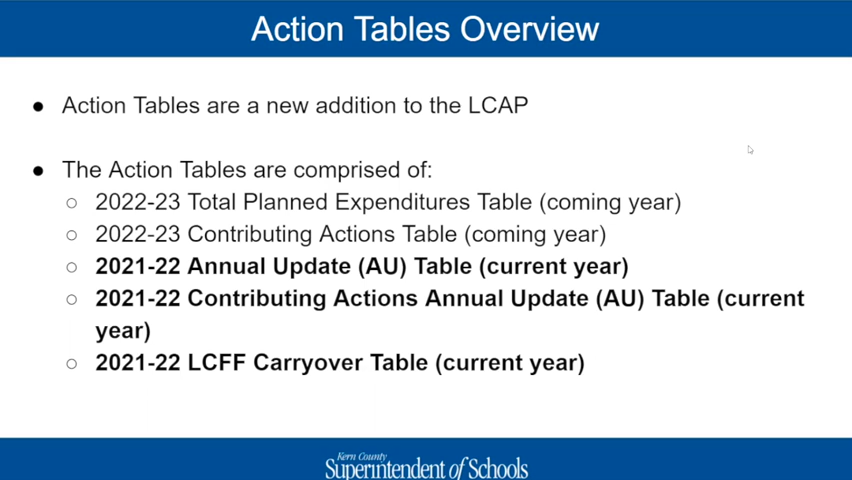 Action Tables Overview
● Action Tables are a new addition to the LCAP
● The Action Tables are comprised of:
○ 2022-23 Total Planned Expenditures Table (coming year)
○ 2022-23 Contributing Actions Table (coming year)
○ 2021-22 Annual Update (AU) Table (current year)
○ 2021-22 Contributing Actions Annual Update (AU) Table (current
year)
○ 2021-22 LCFF Carryover Table (current year)
Kern County
Superintendent of Schools